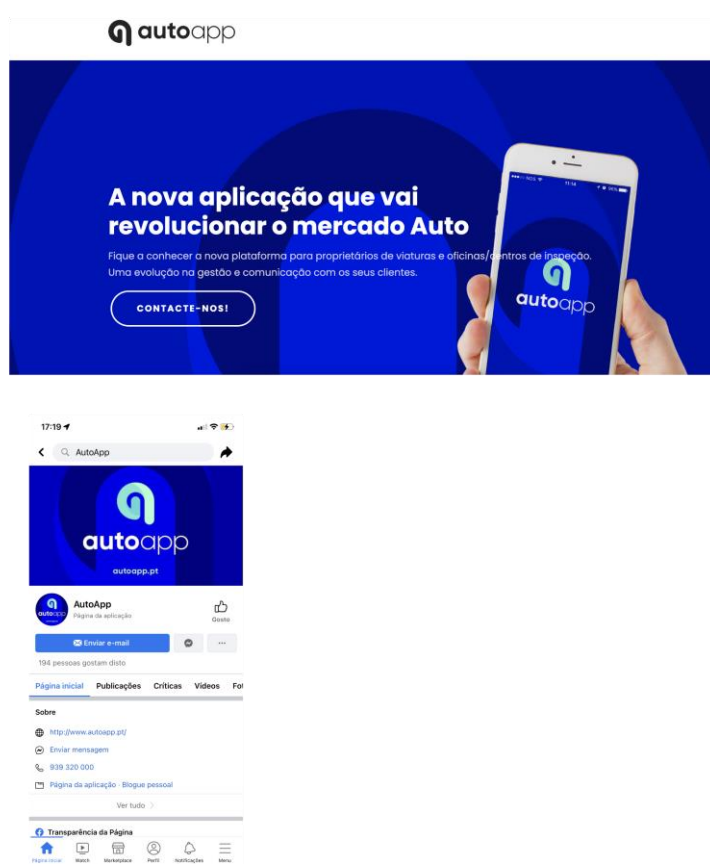 autoapp
A nova aplicação que vai
revolucionar o mercado Auto
Fique a conhecer a nova plataforma para proprietários de viaturas e oficinas/centros de inspeção.
Uma evolução na gestão e comunicação com os seus clientes.
CONTACTE-NOS!
11:14
autoapp
17:19
AutoApp
autoapp
autoapp.pt
autoapp
AutoApp
Página da aplicação
Gosto
Enviar e-mail
194 pessoas gostam disto
Página inicial Publicações Críticas Vídeos Fot
Sobre
http://www.autoapp.pt/
Enviar mensagem
939 320 000
Página da aplicação · Blogue pessoal
Ver tudo
Transparência da Página
Página inicial Watch Marketplace Perfil Notificações Menu